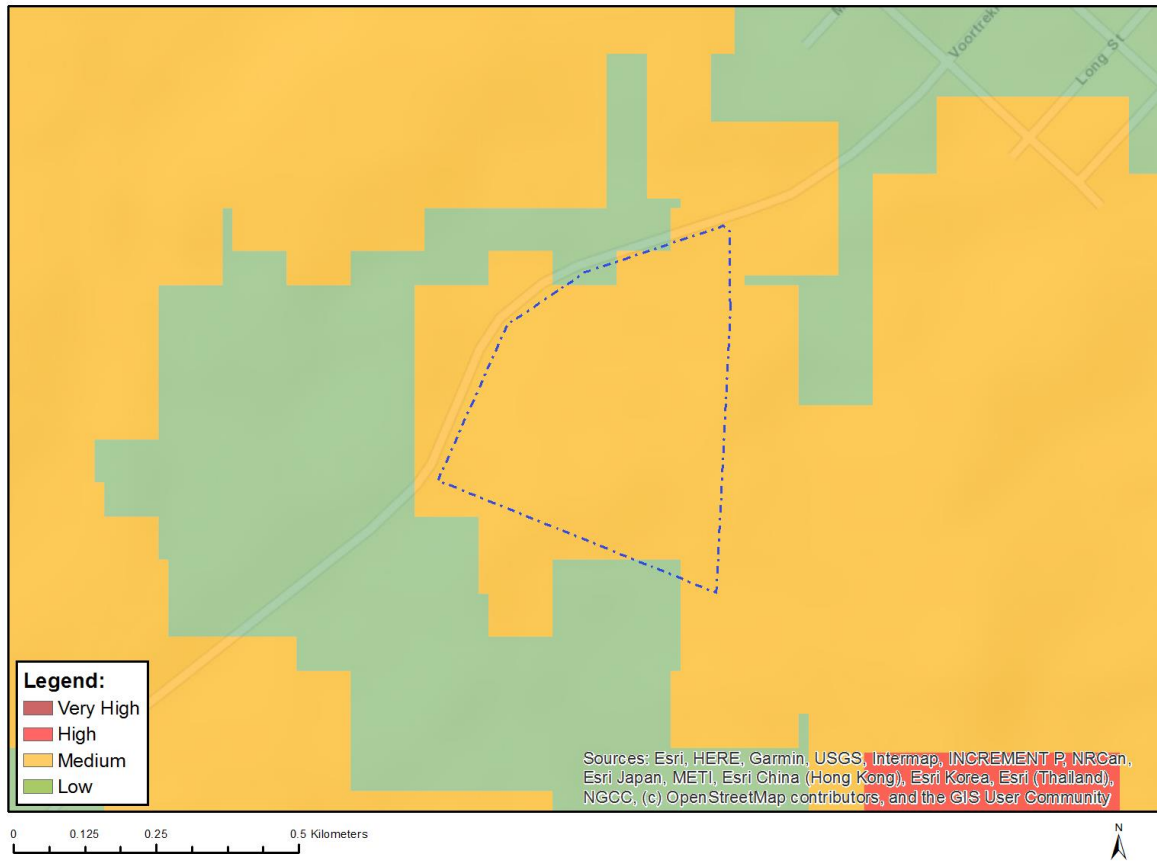 Voortrek
Long St
Legend:
Very High
High
Medium
Low
Sources: Esri, HERE, Garmin, USGS, Intermap, INCREMENT P, NRCan,
Esri Japan, METI, Esri China (Hong Kong), Esri Korea, Esri (Thailand),
NGCC, (c) OpenStreetMap contributors, and the GIS User Community
0 0.125 0.25 0.5 Kilometers
N